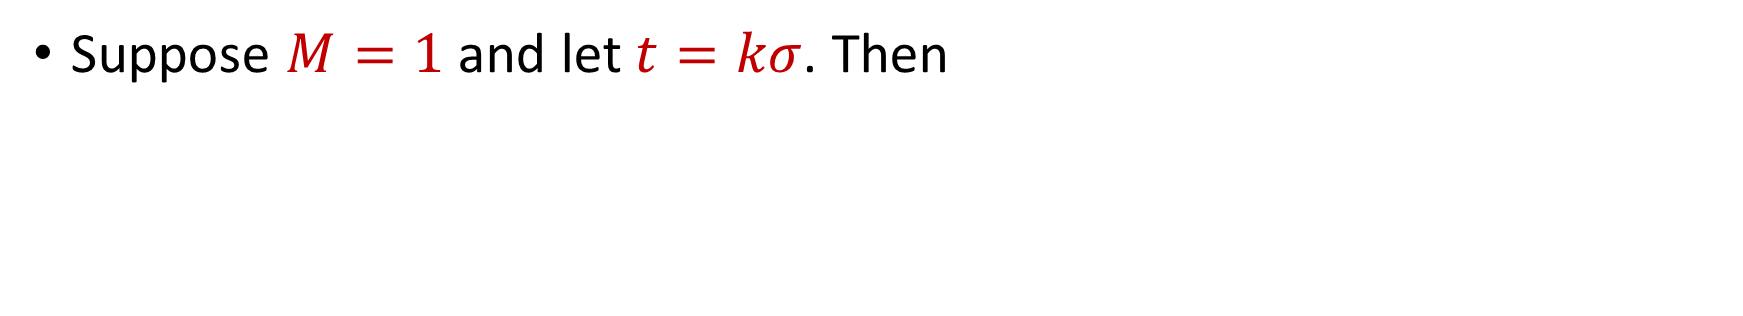 • Suppose 𝑀 = 1 and let 𝑡 = 𝑘𝜎. Then